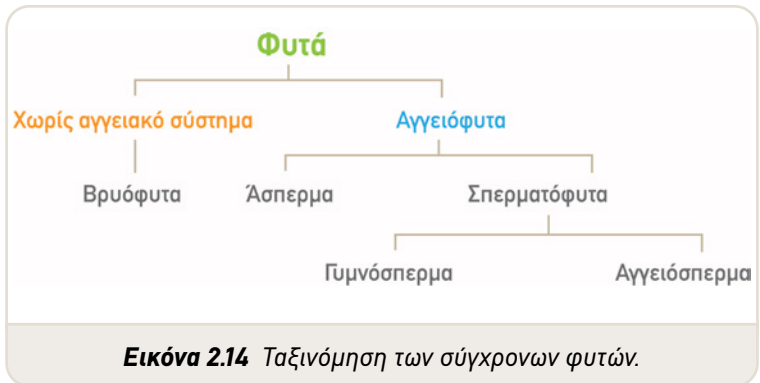 Φυτά
Χωρίς αγγειακό σύστημα Αγγειόφυτα
Βρυόφυτα Άσπερμα Σπερματόφυτα
Γυμνόσπερμα Αγγειόσπερμα
Εικόνα 2.14 Ταξινόμηση των σύγχρονων φυτών.